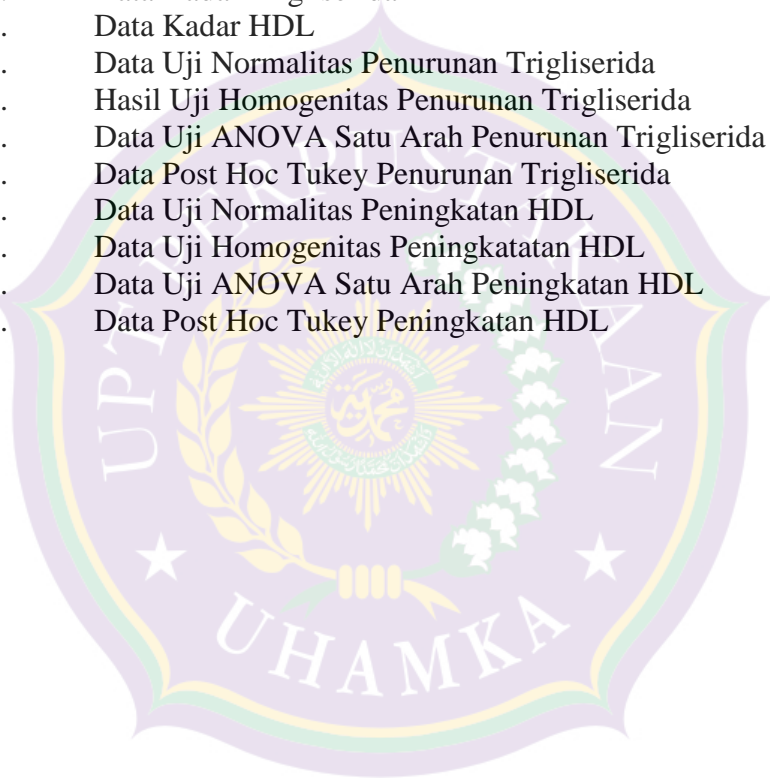 . Data Kadar HDL
. Data Uji Normalitas Penurunan Trigliserida
. Hasil Uji Homogenitas Penurunan Trigliserida
. Data Uji ANOVA Satu Arah Penurunan Trigliserida
. Data Post Hoc Tukey Penurunan Trigliserida
. Data Uji Normalitas Peningkatan HDL
. Data Uji Homogenitas Peningkatatan HDL
. Data Uji ANOVA Satu Arah Peningkatan HDL
. Data Post Hoc Tukey Peningkatan HDL
UPT PERPUSTAKAAN
UHAMKA